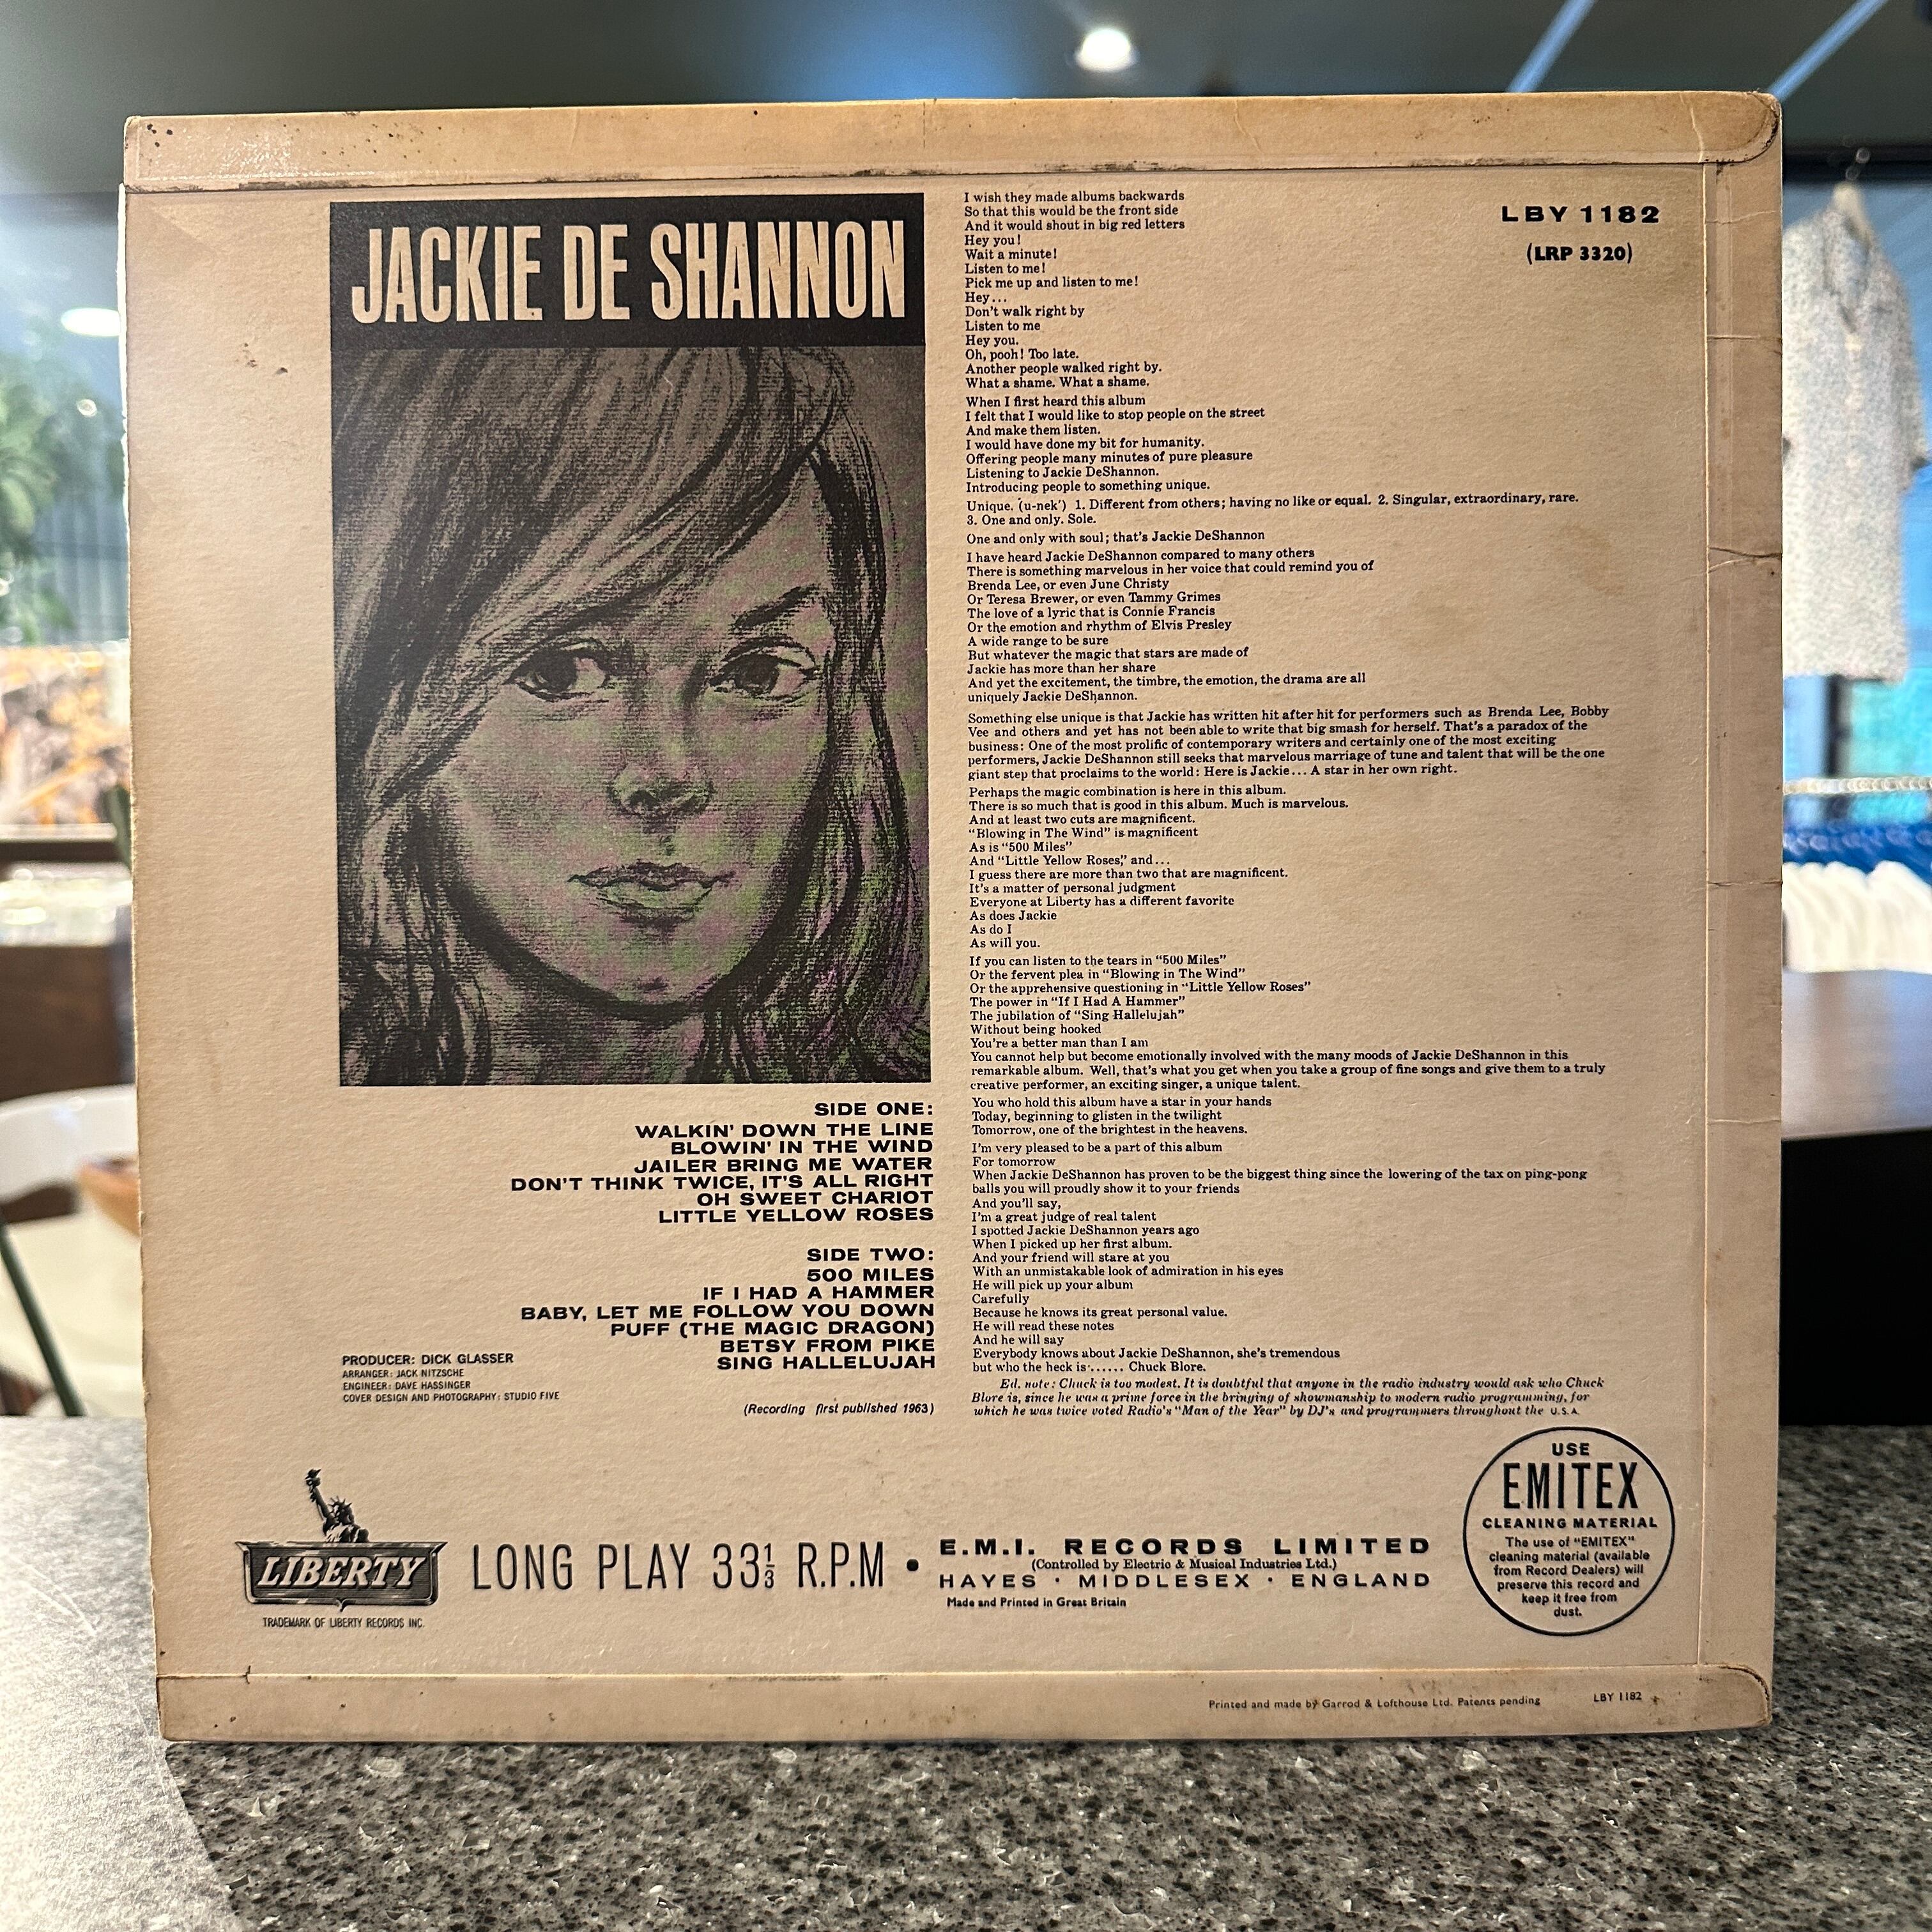 JACKIE DE SHANNON
SIDE ONE:
WALKIN' DOWN THE LINE
BLOWIN' IN THE WIND
JAILER BRING ME WATER
DON'T THINK TWICE, IT'S ALL RIGHT
OH SWEET CHARIOT
LITTLE YELLOW ROSES
SIDE TWO:
500 MILES
IF I HAD A HAMMER
BABY, LET ME FOLLOW YOU DOWN
PUFF (THE MAGIC DRAGON)
BETSY FROM PIKE
SING HALLELUJAH
PRODUCER: DICK GLASSER
ARRANGER: JACK NITZSCHE
ENGINEER: DAVE HASSINGER
COVER DESIGN AND PHOTOGRAPHY: STUDIO FIVE
(Recording first published 1963)
I wish they made albums backwards
So that this would be the front side
And it would shout in big red letters
Hey you!
Wait a minute!
Listen to me!
Pick me up and listen to me!
Hey...
Don't walk right by
Listen to me
Hey you.
Oh, pooh! Too late.
Another people walked right by.
What a shame. What a shame.
When I first heard this album
I felt that I would like to stop people on the street
And make them listen.
I would have done my bit for humanity.
Offering people many minutes of pure pleasure
Listening to Jackie DeShannon.
Introducing people to something unique.
Unique. (u-nek') 1. Different from others; having no like or equal. 2. Singular, extraordinary, rare.
3. One and only. Sole.
One and only with soul; that's Jackie DeShannon
I have heard Jackie DeShannon compared to many others
There is something marvelous in her voice that could remind you of
Brenda Lee, or even June Christy
Or Teresa Brewer, or even Tammy Grimes
The love of a lyric that is Connie Francis
Or the emotion and rhythm of Elvis Presley
A wide range to be sure
But whatever the magic that stars are made of
Jackie has more than her share
And yet the excitement, the timbre, the emotion, the drama are all
uniquely Jackie DeShannon.
Something else unique is that Jackie has written hit after hit for performers such as Brenda Lee, Bobby
Vee and others and yet has not been able to write that big smash for herself. That's a paradox of the
business: One of the most prolific of contemporary writers and certainly one of the most exciting
performers, Jackie DeShannon still seeks that marvelous marriage of tune and talent that will be the one
giant step that proclaims to the world: Here is Jackie... A star in her own right.
Perhaps the magic combination is here in this album.
There is so much that is good in this album. Much is marvelous.
And at least two cuts are magnificent.
"Blowing in The Wind" is magnificent
As is "500 Miles"
And "Little Yellow Roses," and...
I guess there are more than two that are magnificent.
It's a matter of personal judgment
Everyone at Liberty has a different favorite
As does Jackie
As do I
As will you.
If you can listen to the tears in "500 Miles"
Or the fervent plea in "Blowing in The Wind"
Or the apprehensive questioning in "Little Yellow Roses"
The power in "If I Had A Hammer"
The jubilation of "Sing Hallelujah"
Without being hooked
You're a better man than I am
You cannot help but become emotionally involved with the many moods of Jackie DeShannon in this
remarkable album. Well, that's what you get when you take a group of fine songs and give them to a truly
creative performer, an exciting singer, a unique talent.
You who hold this album have a star in your hands
Today, beginning to glisten in the twilight
Tomorrow, one of the brightest in the heavens.
I'm very pleased to be a part of this album
For tomorrow
When Jackie DeShannon has proven to be the biggest thing since the lowering of the tax on ping-pong
balls you will proudly show it to your friends
And you'll say,
I'm a great judge of real talent
I spotted Jackie DeShannon years ago
When I picked up her first album.
And your friend will stare at you
With an unmistakable look of admiration in his eyes
He will pick up your album
Carefully
Because he knows its great personal value.
He will read these notes
And he will say
Everybody knows about Jackie DeShannon, she's tremendous
but who the heck is ...... Chuck Blore.
Ed. note: Chuck is too modest. It is doubtful that anyone in the radio industry would ask who Chuck
Blore is, since he was a prime force in the bringing of showmanship to modern radio programming, for
which he was twice voted Radio's "Man of the Year" by DJ's and programmers throughout the U.S.A.
LBY 1182
(LRP 3320)
LIBERTY
TRADEMARK OF LIBERTY RECORDS INC.
LONG PLAY 33⅓ R.P.M •
E.M.I. RECORDS LIMITED
(Controlled by Electric & Musical Industries Ltd.)
HAYES · MIDDLESEX · ENGLAND
Made and Printed in Great Britain
USE
EMITEX
CLEANING MATERIAL
The use of "EMITEX"
cleaning material (available
from Record Dealers) will
preserve this record and
keep it free from
dust.
Printed and made by Garrod & Lofthouse Ltd. Patents pending
LBY 1182